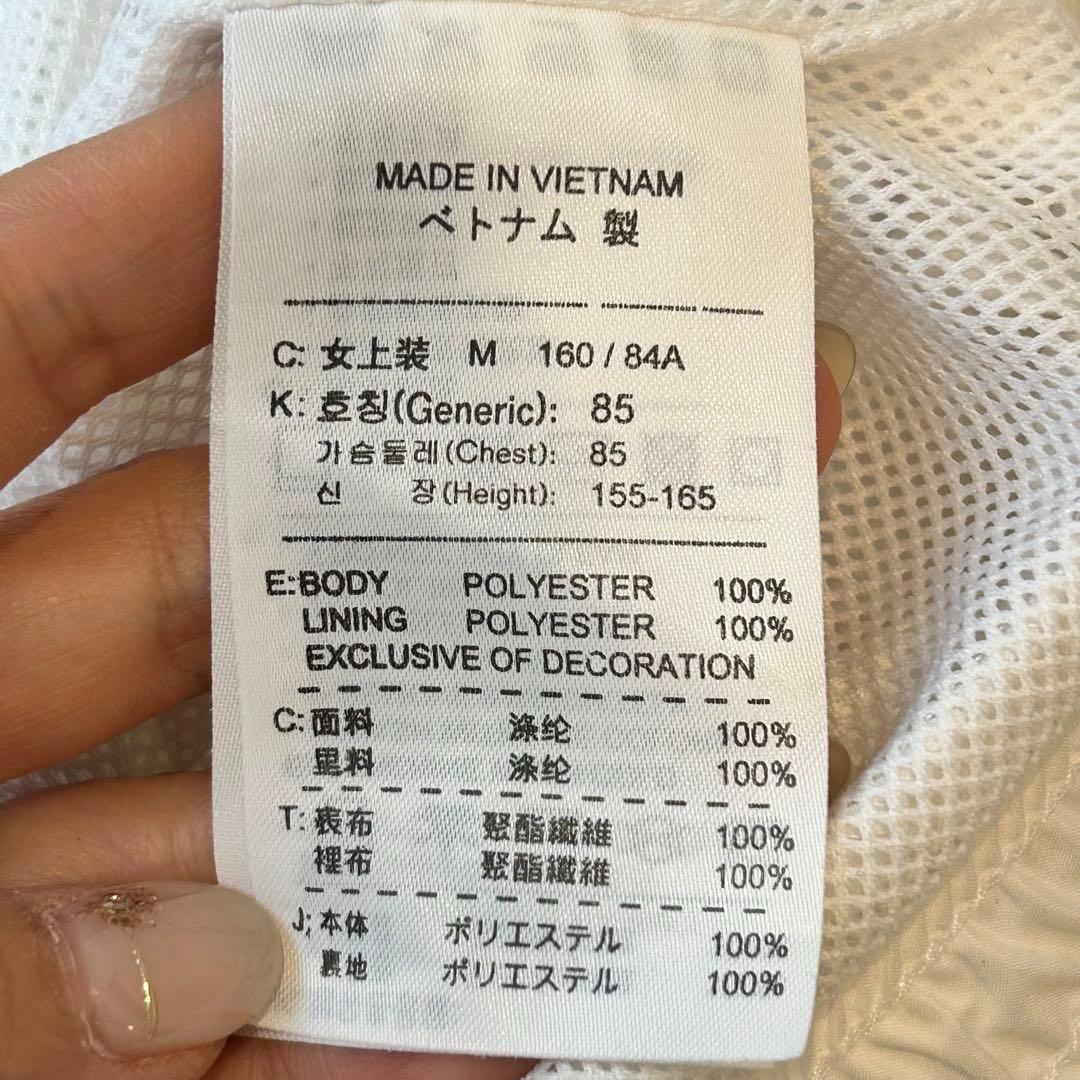 MADE IN VIETNAM
ベトナム 製
C: 女上装 M 160 / 84A
K: 호칭(Generic): 85
가슴둘레(Chest): 85
신 장(Height): 155-165
E:BODY POLYESTER 100%
LINING POLYESTER 100%
EXCLUSIVE OF DECORATION
C: 面料 涤纶 100%
里料 涤纶 100%
T: 表布 聚酯纖維 100%
裡布 聚酯纖維 100%
J; 本体 ポリエステル 100%
裏地 ポリエステル 100%